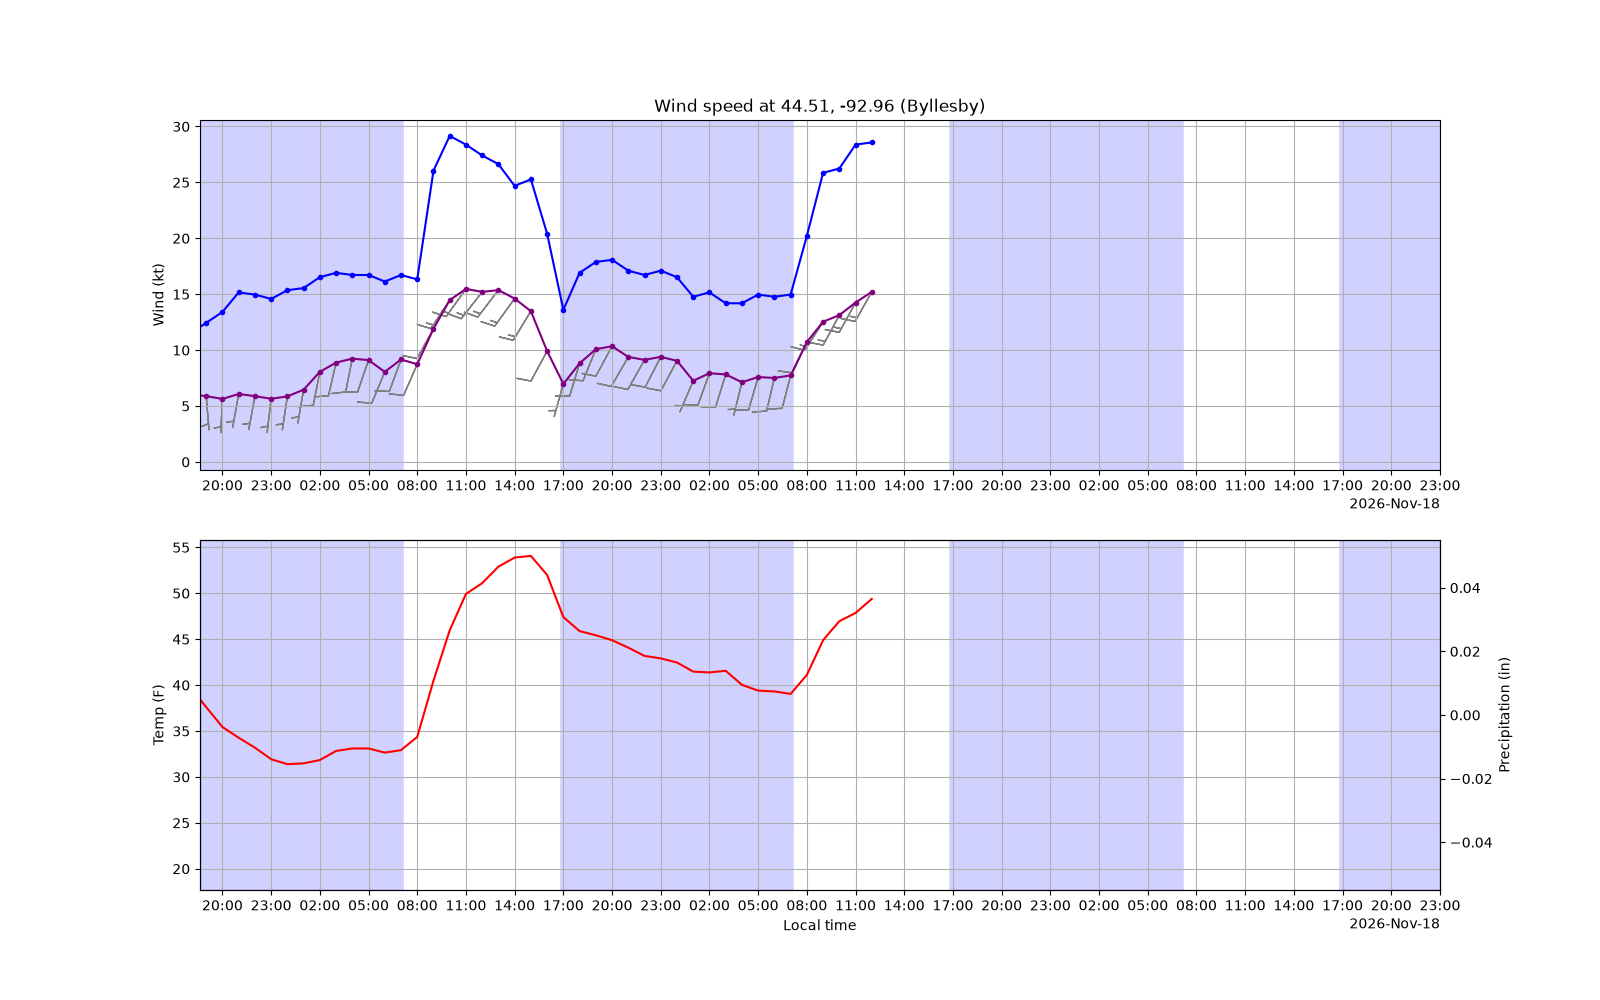 Wind speed at 44.51, -92.96 (Byllesby)
30
25
20
15
10
5
0
Wind (kt)
20:00 23:00 02:00 05:00 08:00 11:00 14:00 17:00 20:00 23:00 02:00 05:00 08:00 11:00 14:00 17:00 20:00 23:00 02:00 05:00 08:00 11:00 14:00 17:00 20:00 23:00
2026-Nov-18
55
50
45
40
35
30
25
20
Temp (F)
0.04
0.02
0.00
−0.02
−0.04
Precipitation (in)
20:00 23:00 02:00 05:00 08:00 11:00 14:00 17:00 20:00 23:00 02:00 05:00 08:00 11:00 14:00 17:00 20:00 23:00 02:00 05:00 08:00 11:00 14:00 17:00 20:00 23:00
Local time
2026-Nov-18